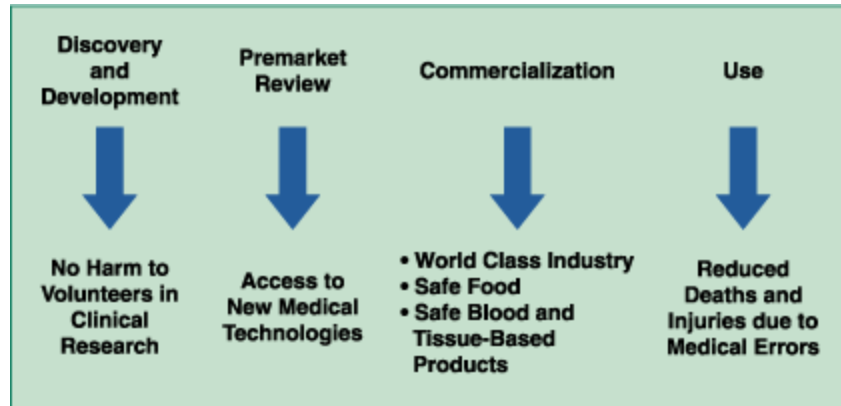 Discovery
and
Development
Premarket
Review
Commercialization
Use
No Harm to
Volunteers in
Clinical
Research
Access to
New Medical
Technologies
• World Class Industry
• Safe Food
• Safe Blood and
Tissue-Based
Products
Reduced
Deaths and
Injuries due to
Medical Errors